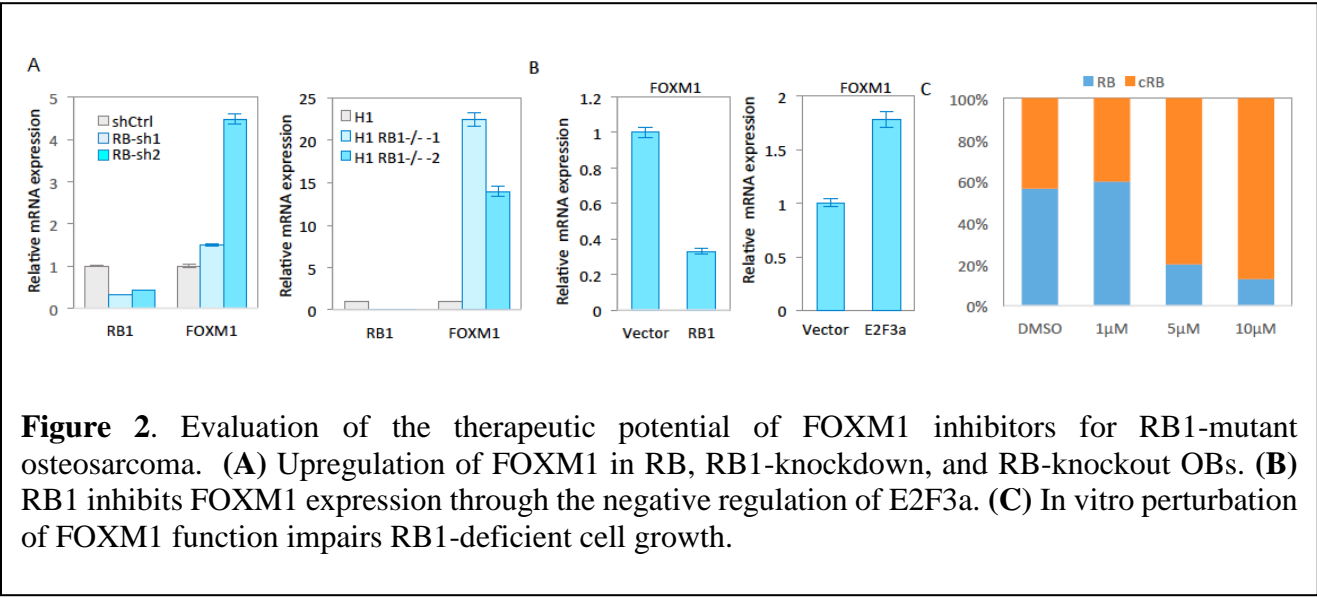 A
Relative mRNA expression
5
4
3
2
1
0
shCtrl
RB-sh1
RB-sh2
RB1 FOXM1
Relative mRNA expression
25
20
15
10
5
0
H1
H1 RB1-/- -1
H1 RB1-/- -2
RB1 FOXM1
B
FOXM1
Relative mRNA expression
1.2
1
0.8
0.6
0.4
0.2
0
Vector RB1
FOXM1
Relative mRNA expression
2
1.5
1
0.5
0
Vector E2F3a
C
RB cRB
100%
80%
60%
40%
20%
0%
DMSO 1μM 5μM 10μM
Figure 2. Evaluation of the therapeutic potential of FOXM1 inhibitors for RB1-mutant
osteosarcoma. (A) Upregulation of FOXM1 in RB, RB1-knockdown, and RB-knockout OBs. (B)
RB1 inhibits FOXM1 expression through the negative regulation of E2F3a. (C) In vitro perturbation
of FOXM1 function impairs RB1-deficient cell growth.